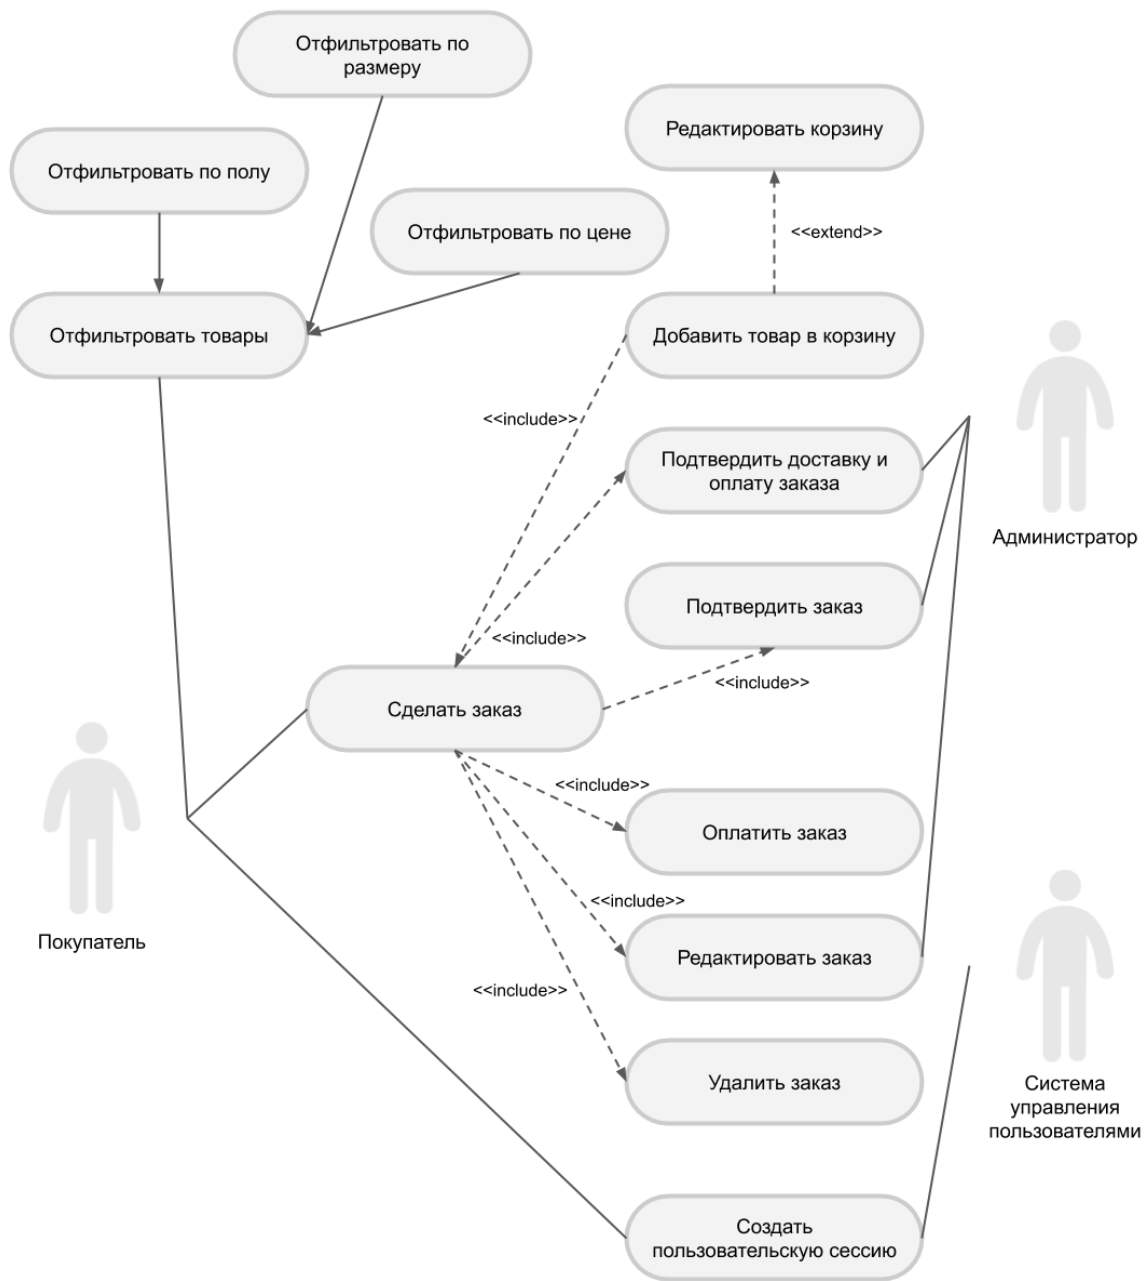 Отфильтровать по
размеру
Редактировать корзину
Отфильтровать по полу
Отфильтровать по цене
<<extend>>
Отфильтровать товары
Добавить товар в корзину
<<include>>
Подтвердить доставку и
оплату заказа
Администратор
Подтвердить заказ
<<include>>
<<include>>
Сделать заказ
<<include>>
Оплатить заказ
<<include>>
Покупатель
Редактировать заказ
<<include>>
Удалить заказ
Система
управления
пользователями
Создать
пользовательскую сессию